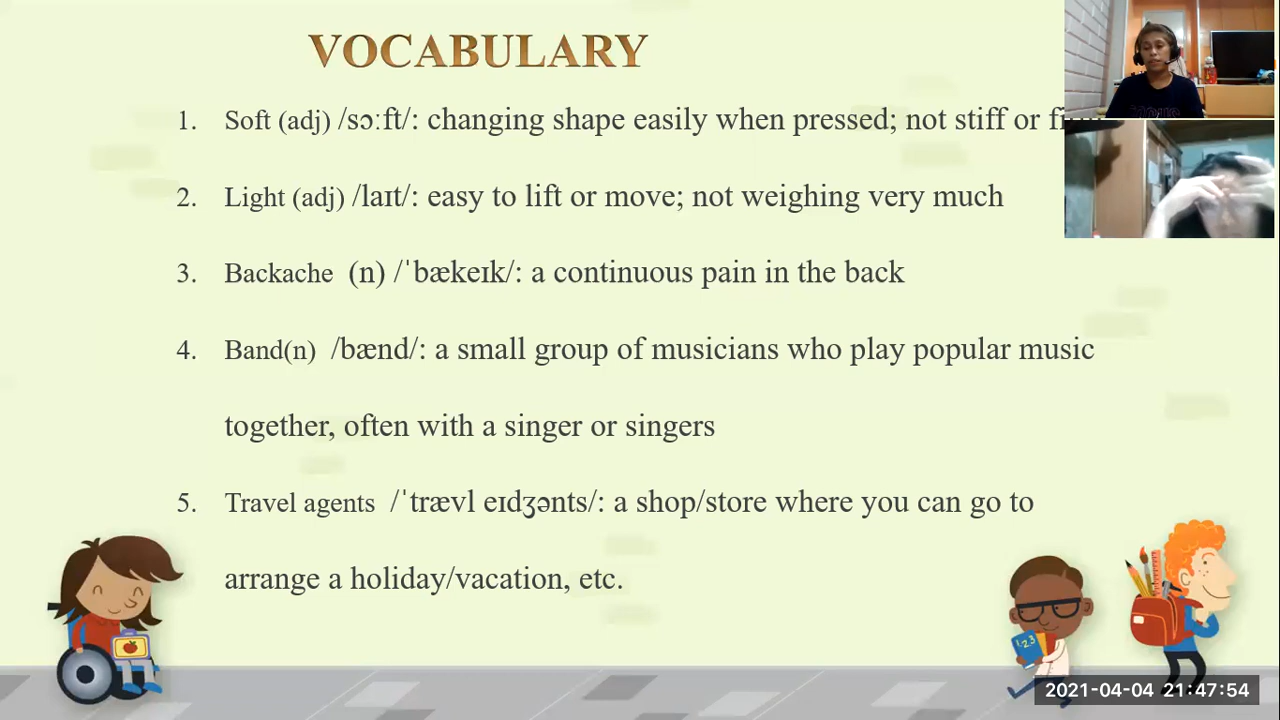 VOCABULARY
1. Soft (adj) /sɔːft/: changing shape easily when pressed; not stiff or
2. Light (adj) /laɪt/: easy to lift or move; not weighing very much
3. Backache (n) /ˈbækeɪk/: a continuous pain in the back
4. Band(n) /bænd/: a small group of musicians who play popular music
together, often with a singer or singers
5. Travel agents /ˈtrævl eɪdʒənts/: a shop/store where you can go to
arrange a holiday/vacation, etc.
1 2 3
2021-04-04 21:47:54